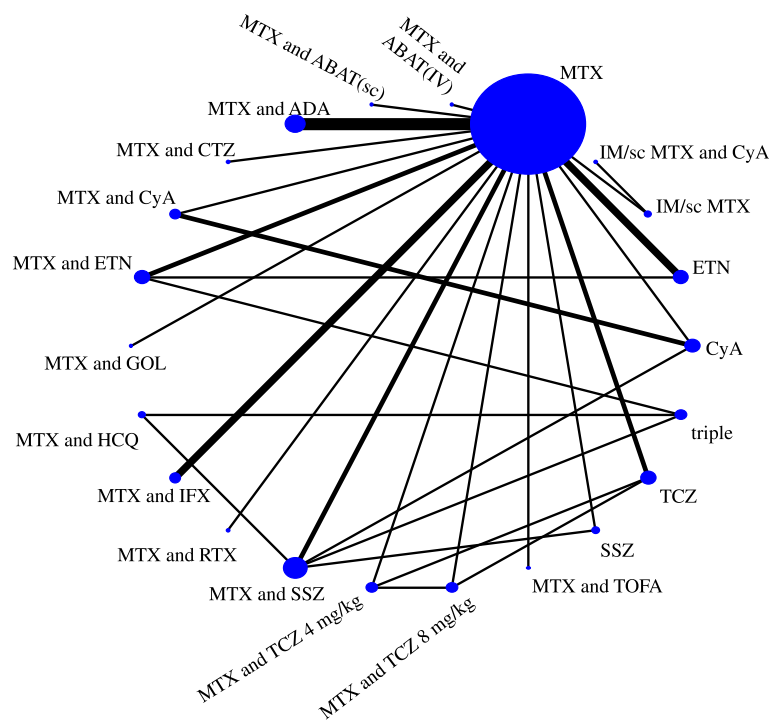 MTX and ABAT(sc)
MTX and
ABAT(IV)
MTX
MTX and ADA
MTX and CTZ
IM/sc MTX and CyA
MTX and CyA
IM/sc MTX
MTX and ETN
ETN
MTX and GOL
CyA
MTX and HCQ
triple
MTX and IFX
TCZ
MTX and RTX
SSZ
MTX and SSZ
MTX and TOFA
MTX and TCZ 4 mg/kg
MTX and TCZ 8 mg/kg